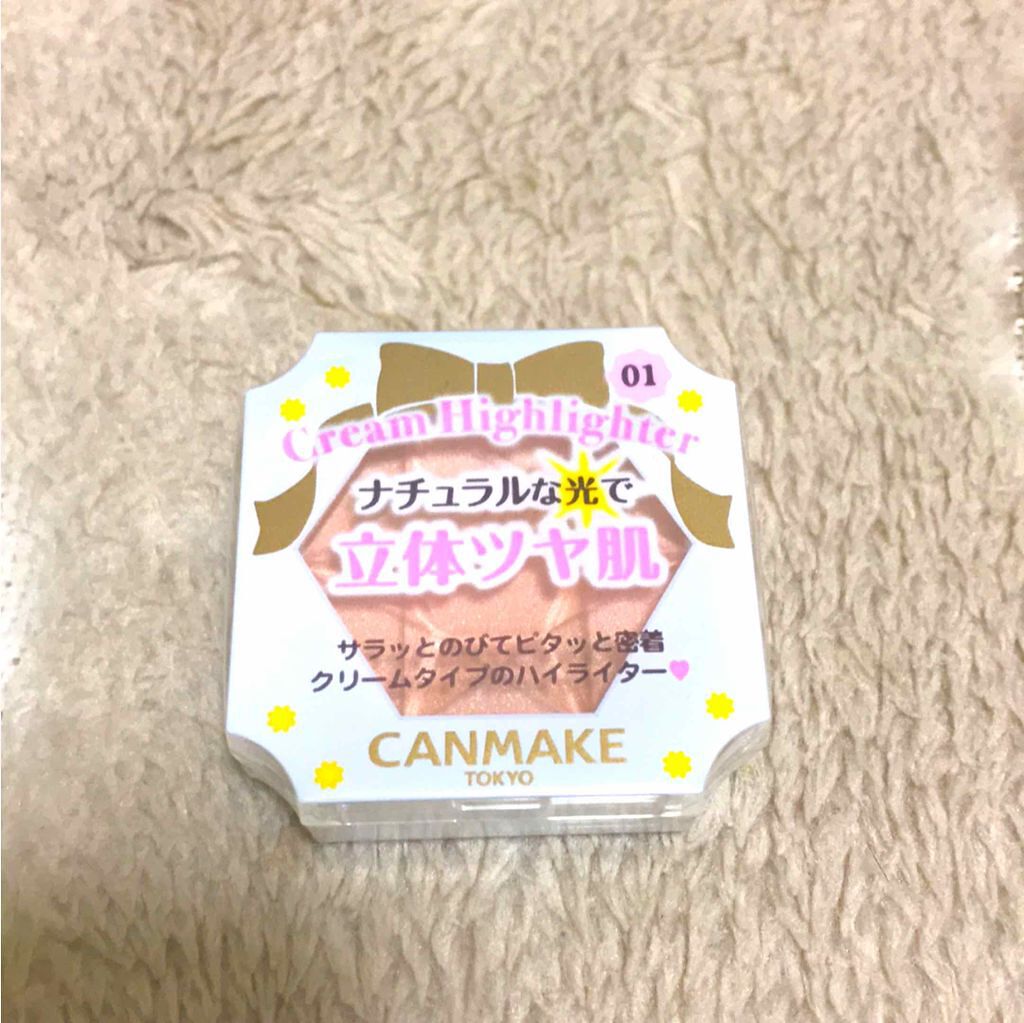 01
Cream Highlighter
ナチュラルな光で
立体ツヤ肌
サラッとのびてピタッと密着
クリームタイプのハイライター
CANMAKE
TOKYO